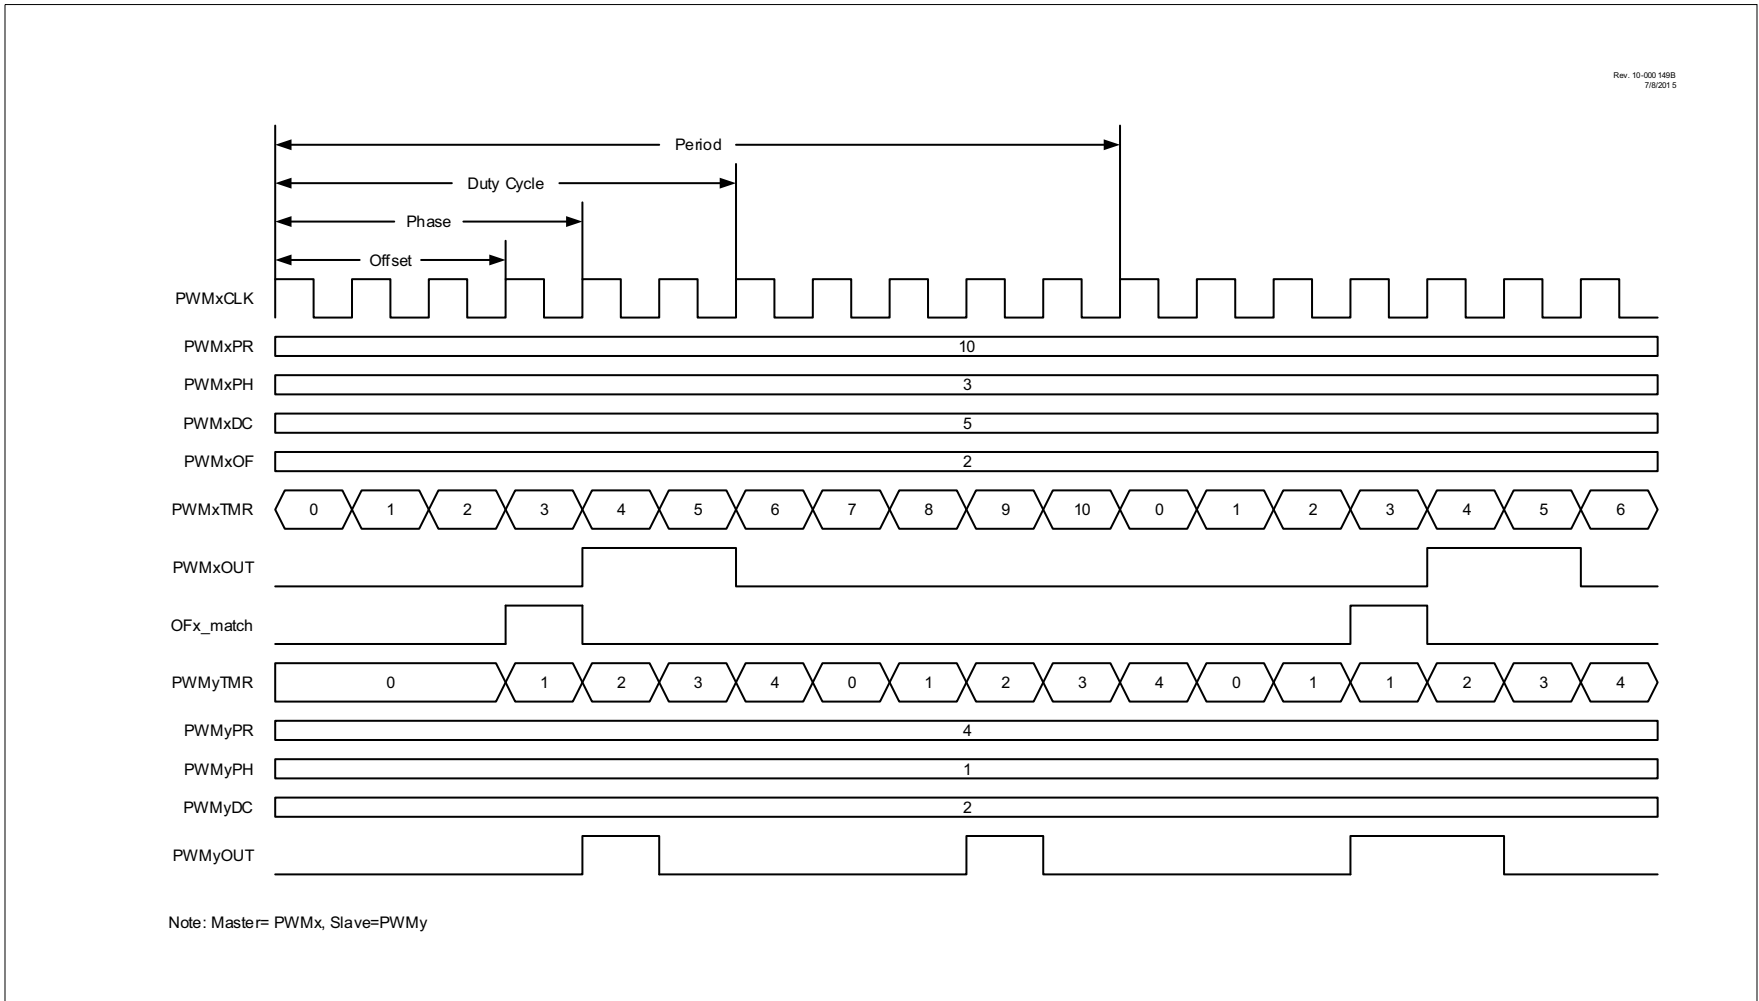 Rev. 10-000 149B
7/8/201 5
Period
Duty Cycle
Phase
Offset
PWMxCLK
PWMxPR 10
PWMxPH 3
PWMxDC 5
PWMxOF 2
PWMxTMR 0 1 2 3 4 5 6 7 8 9 10 0 1 2 3 4 5 6
PWMxOUT
OFx_match
PWMyTMR 0 1 2 3 4 0 1 2 3 4 0 1 1 2 3 4
PWMyPR 4
PWMyPH 1
PWMyDC 2
PWMyOUT
Note: Master= PWMx, Slave=PWMy